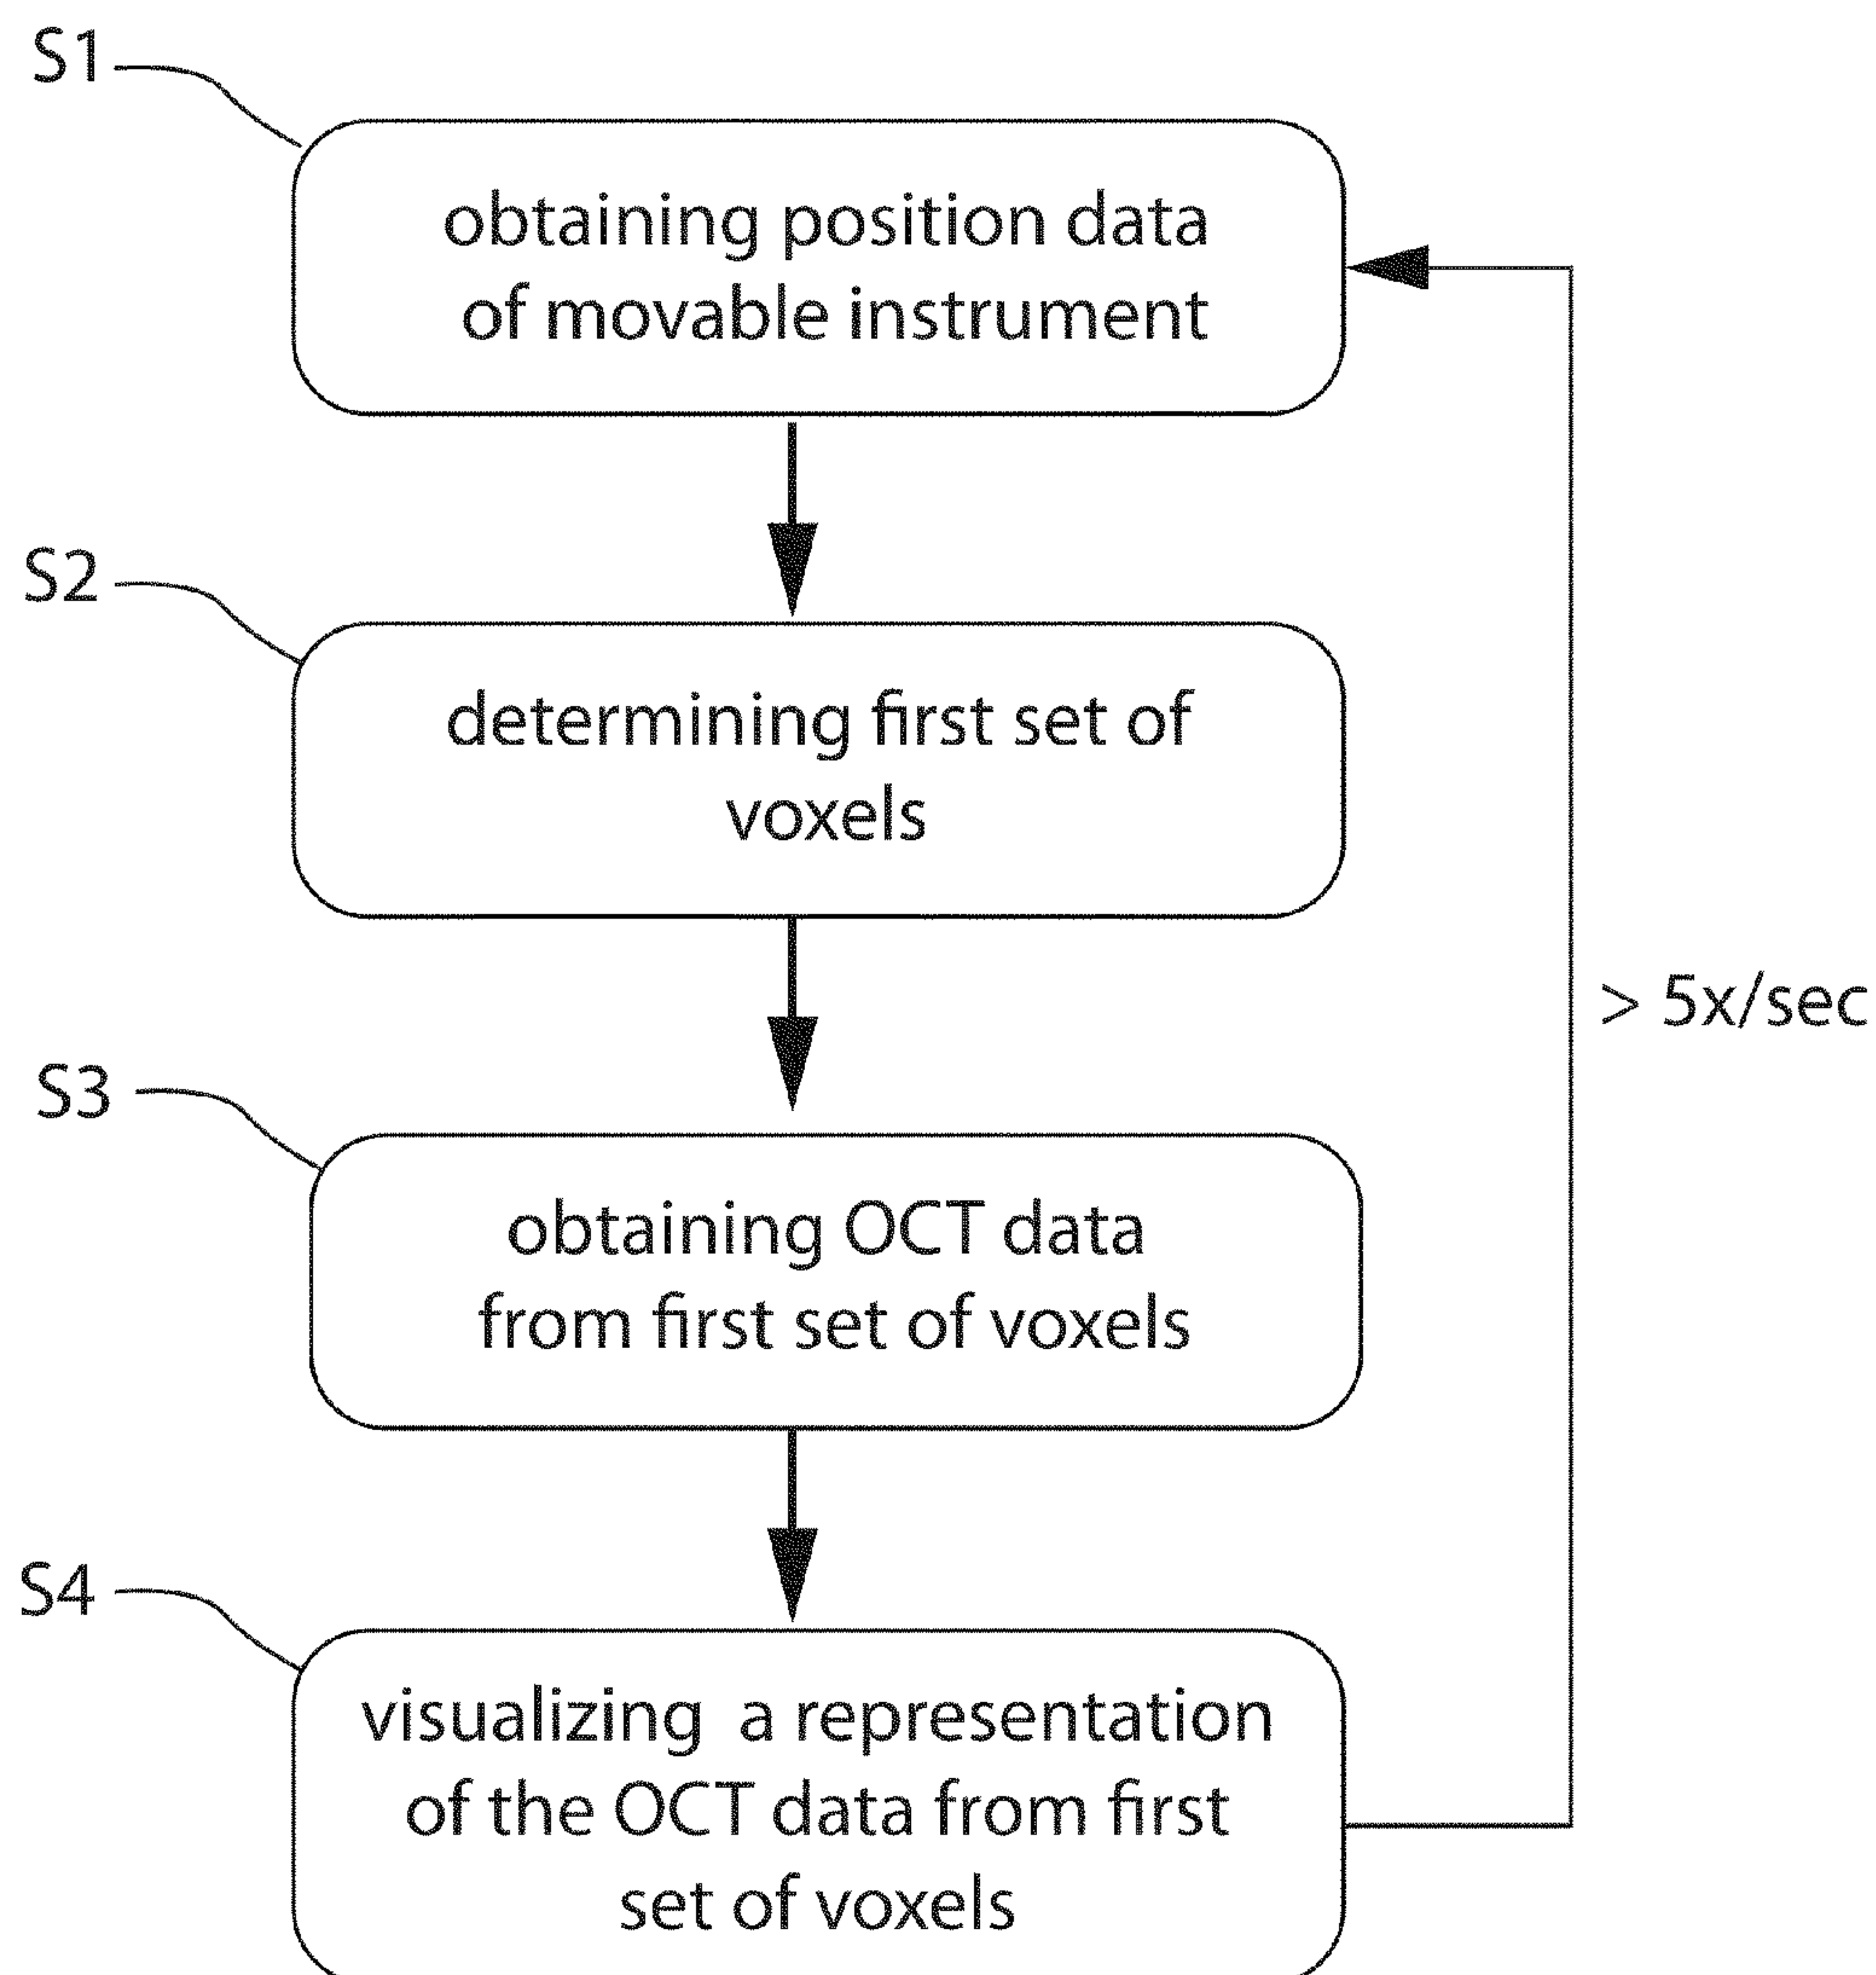 S1
obtaining position data
of movable instrument
S2
determining first set of
voxels
> 5x/sec
S3
obtaining OCT data
from first set of voxels
S4
visualizing a representation
of the OCT data from first
set of voxels